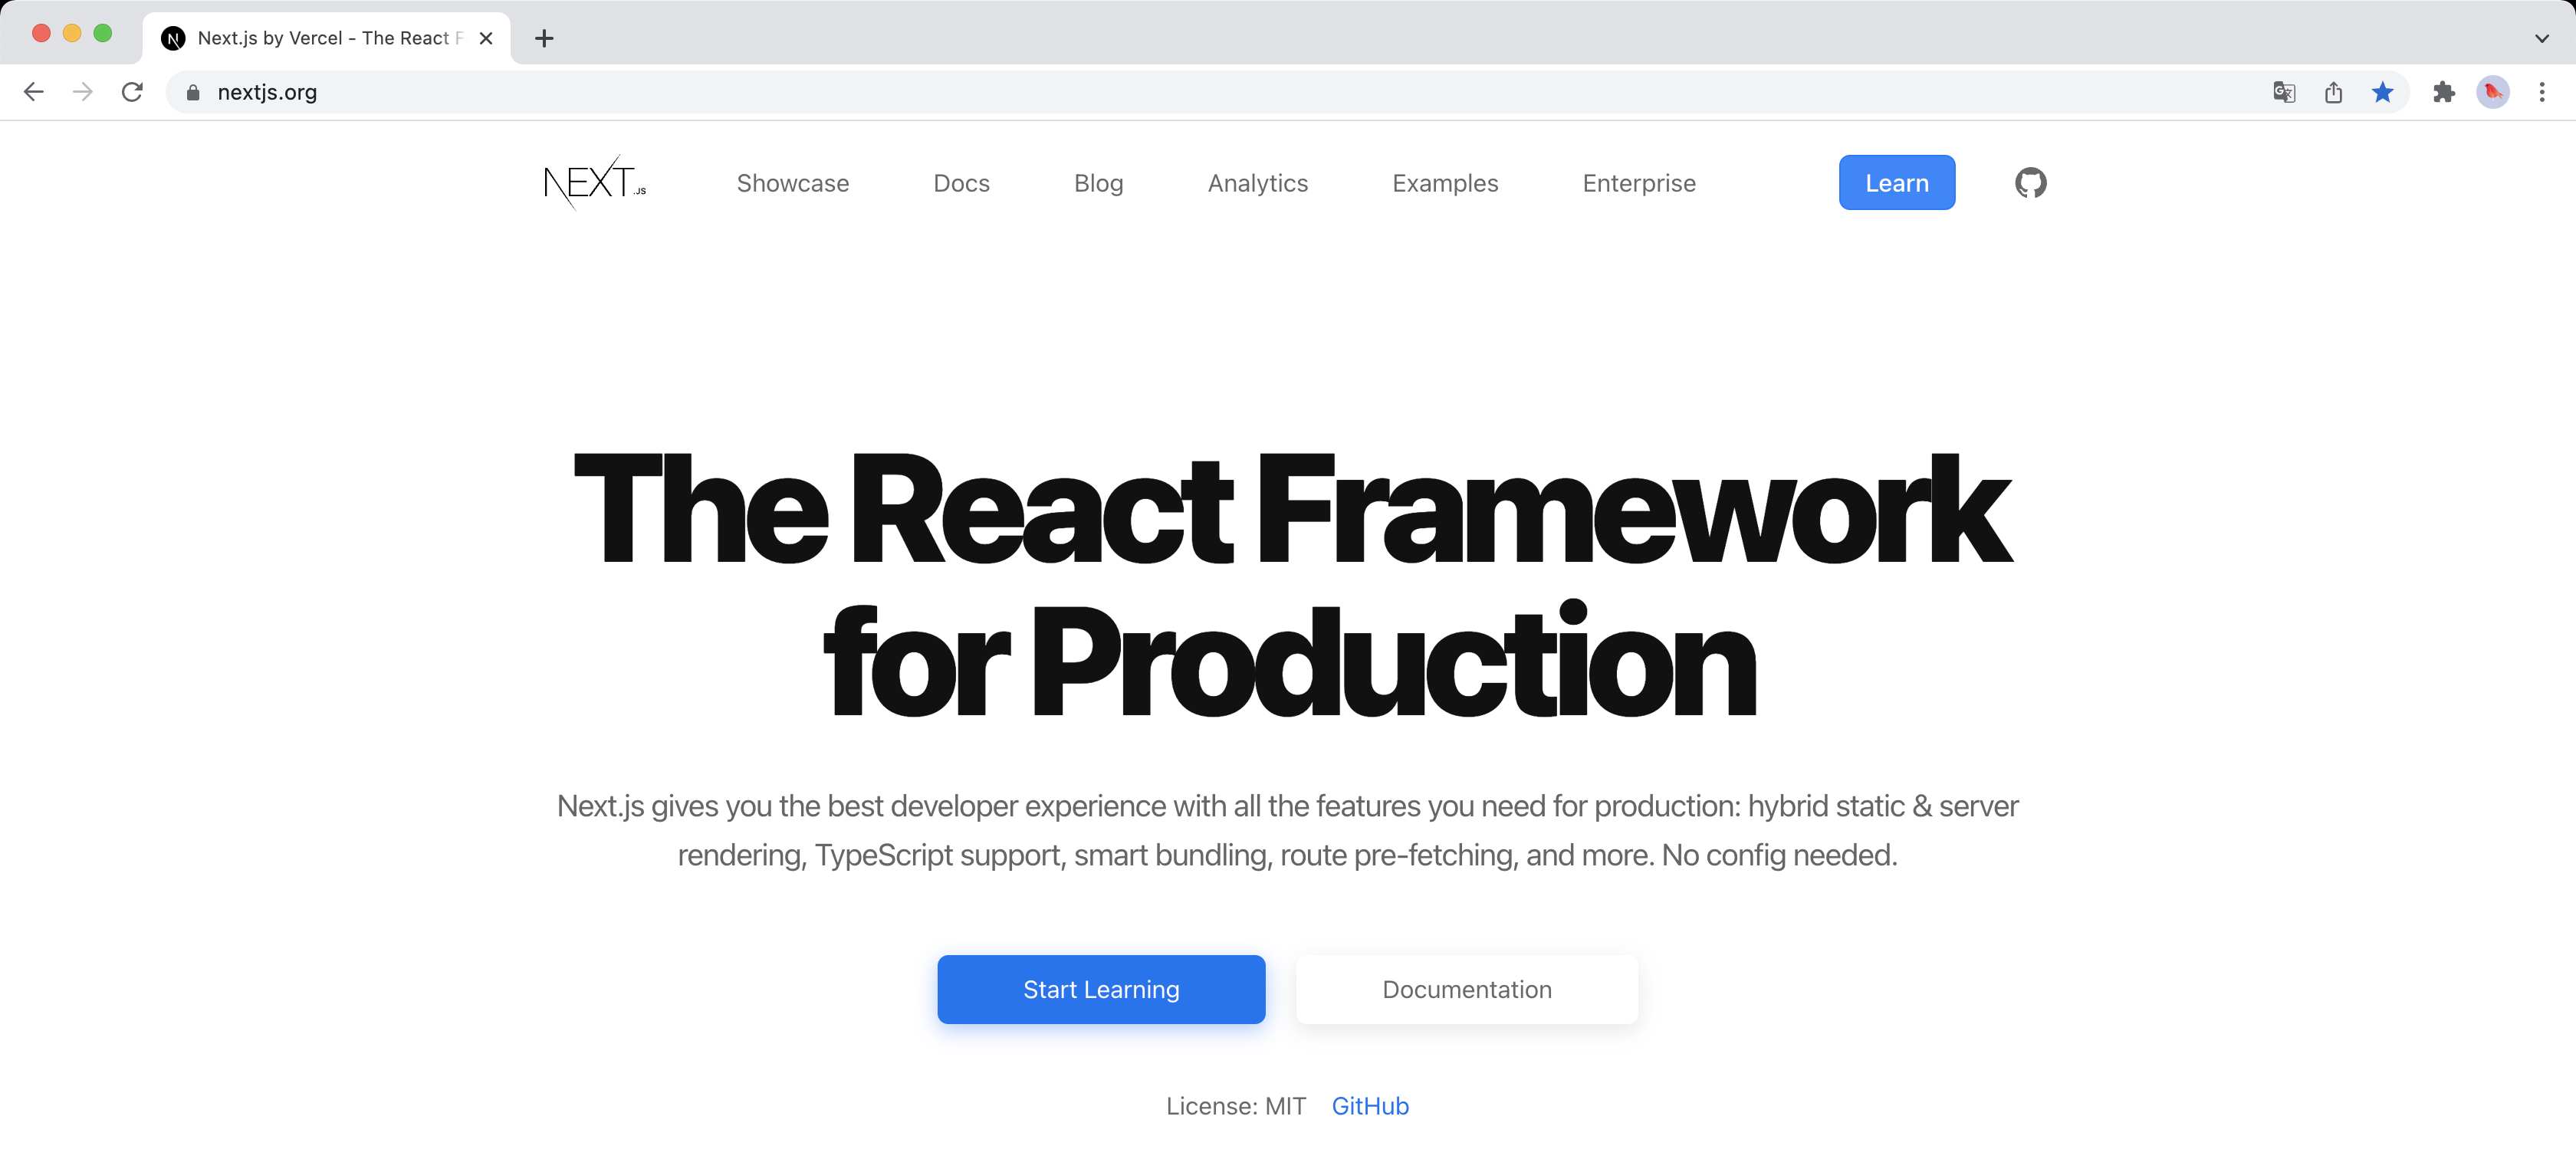 Next.js by Vercel - The React F
nextjs.org
NEXT.JS
Showcase
Docs
Blog
Analytics
Examples
Enterprise
Learn
The React Framework
for Production
Next.js gives you the best developer experience with all the features you need for production: hybrid static & server
rendering, TypeScript support, smart bundling, route pre-fetching, and more. No config needed.
Start Learning
Documentation
License: MIT GitHub